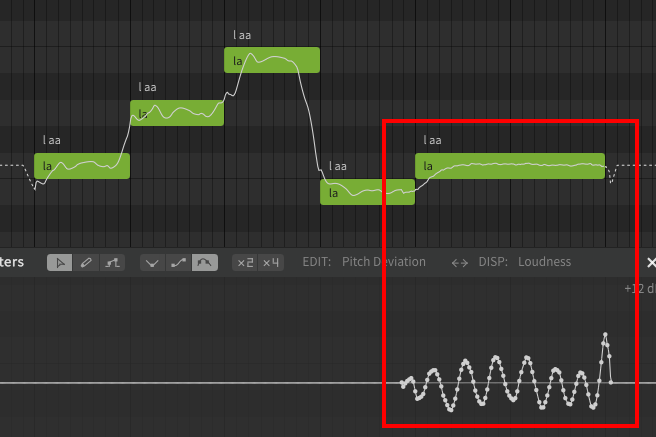 l aa
la
l aa
la
l aa
la
l aa
la
l aa
la
ters
×2 ×4
EDIT: Pitch Deviation
DISP: Loudness
+12 d